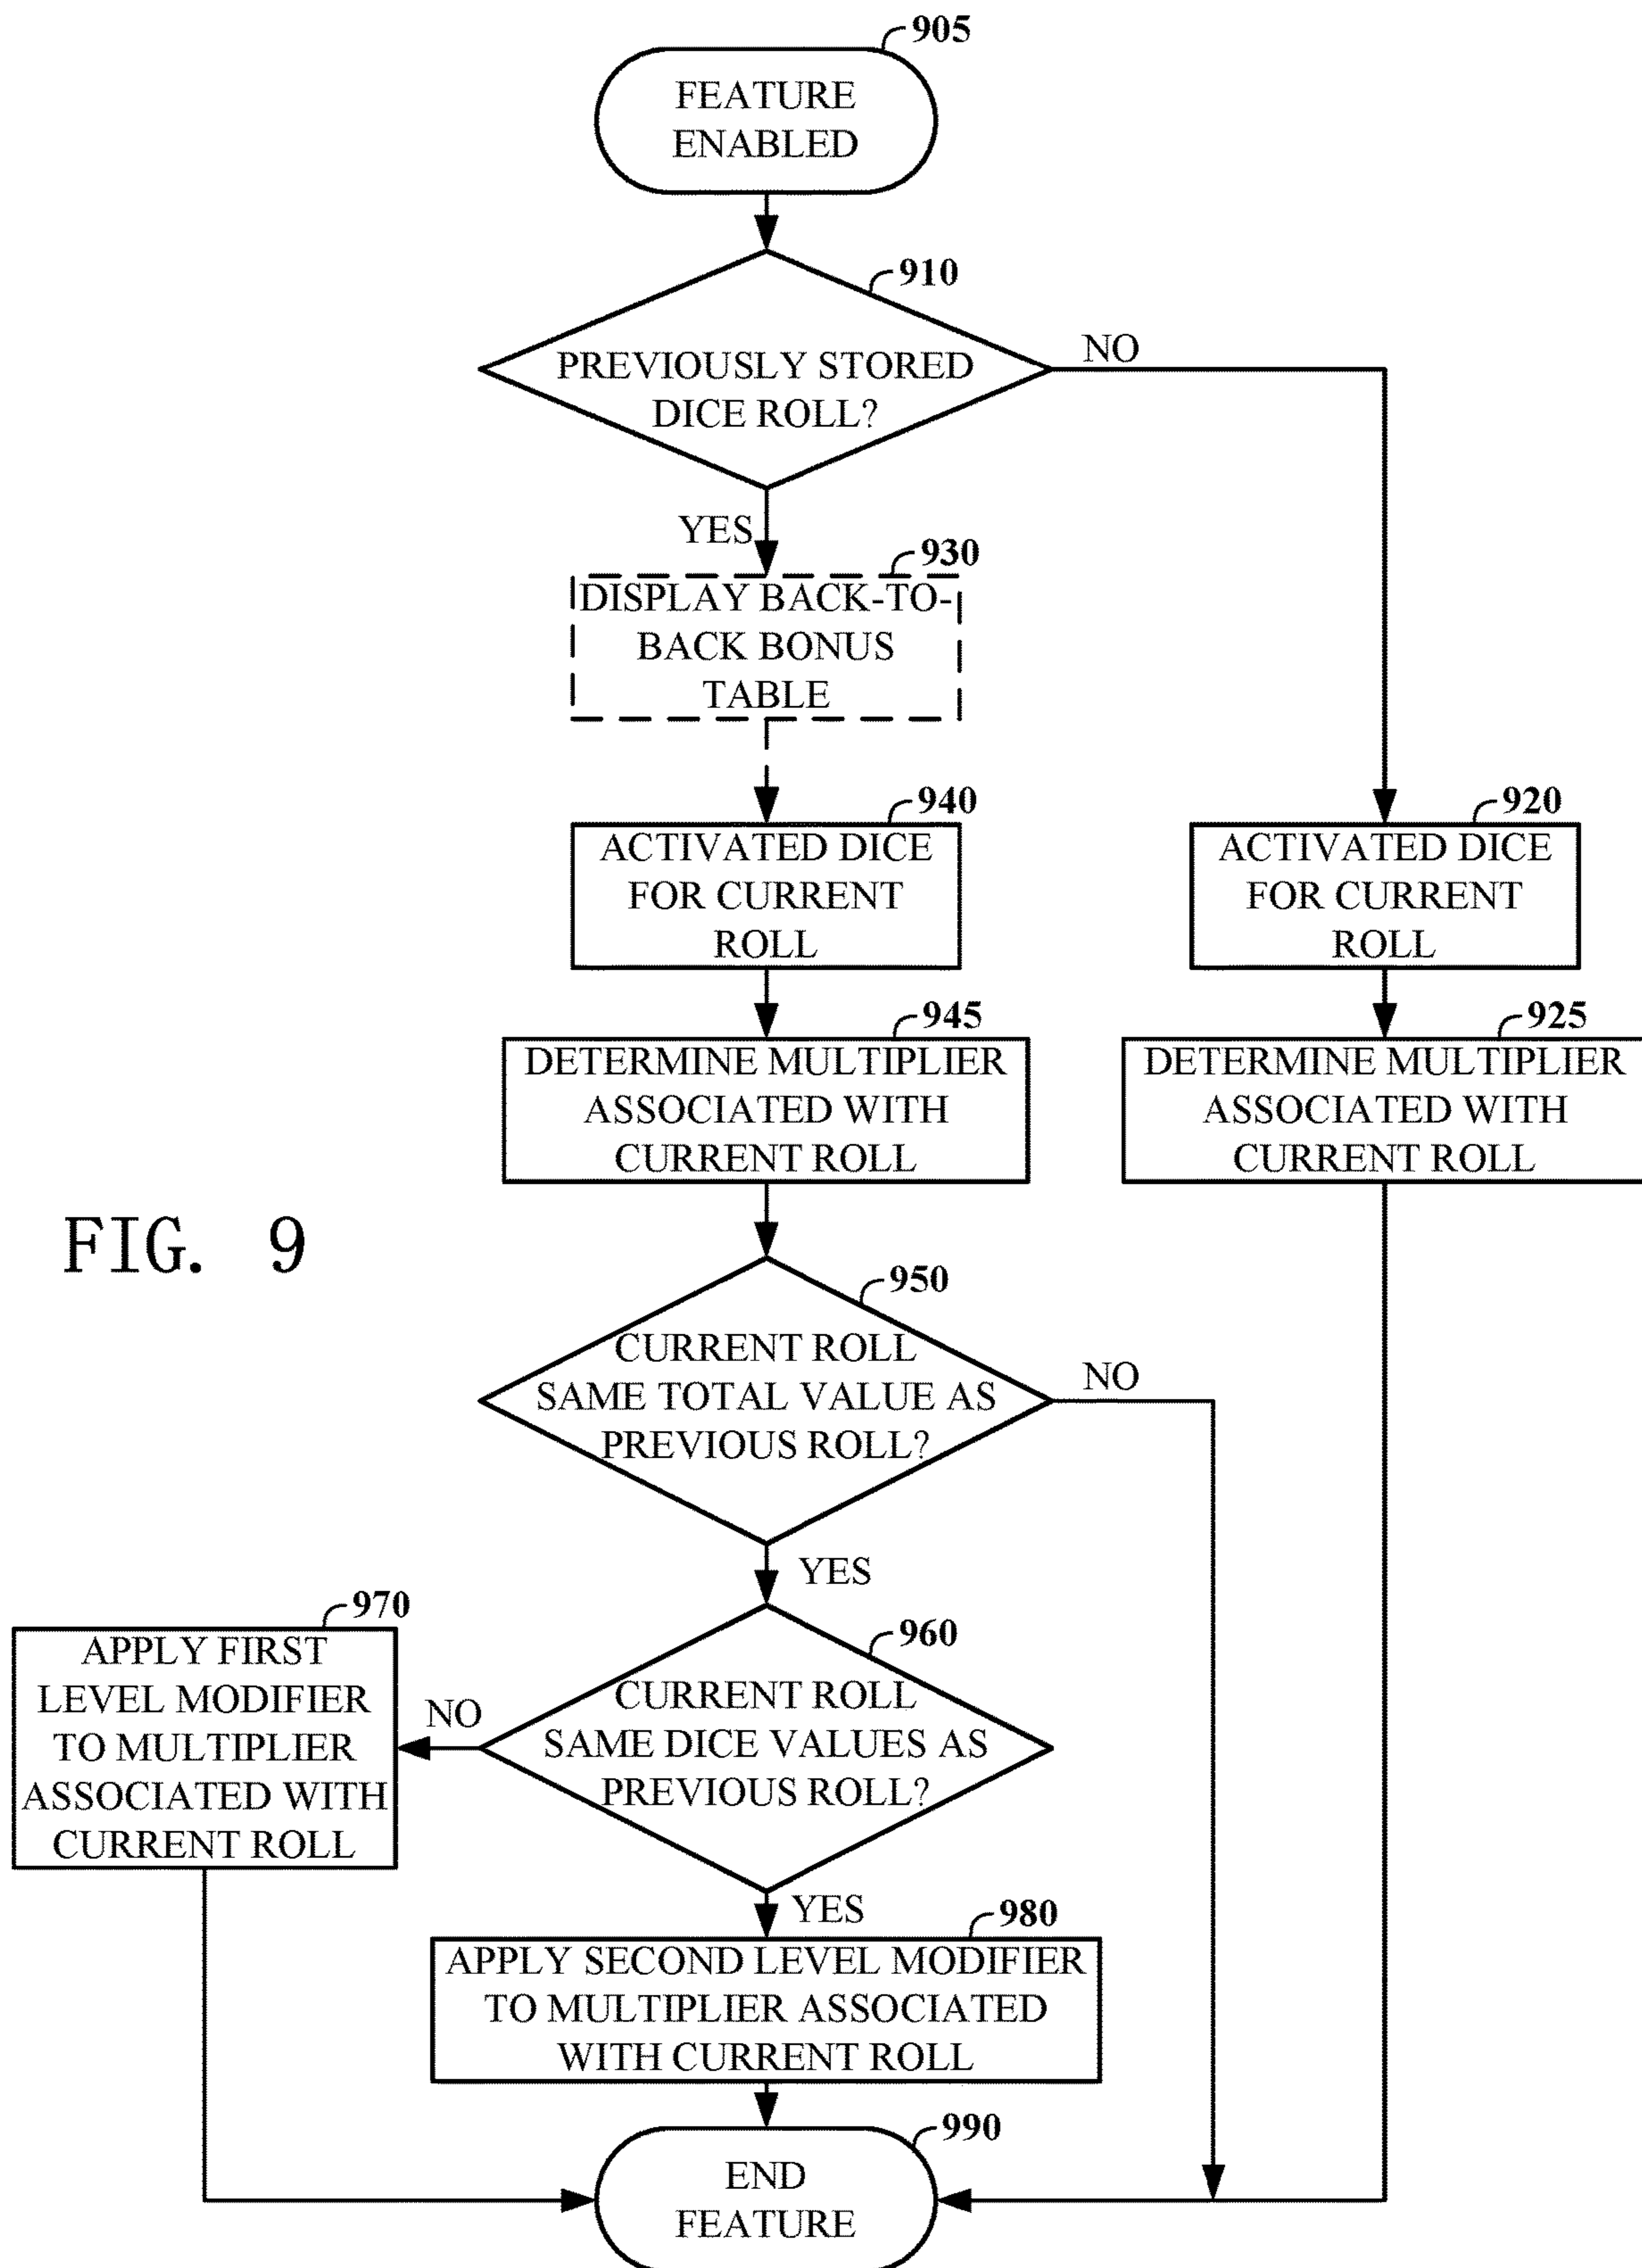 905
FEATURE
ENABLED
910
PREVIOUSLY STORED
DICE ROLL?
NO
YES
930
DISPLAY BACK-TO-
BACK BONUS
TABLE
940
ACTIVATED DICE
FOR CURRENT
ROLL
920
ACTIVATED DICE
FOR CURRENT
ROLL
945
DETERMINE MULTIPLIER
ASSOCIATED WITH
CURRENT ROLL
925
DETERMINE MULTIPLIER
ASSOCIATED WITH
CURRENT ROLL
FIG. 9
950
CURRENT ROLL
SAME TOTAL VALUE AS
PREVIOUS ROLL?
NO
YES
960
CURRENT ROLL
SAME DICE VALUES AS
PREVIOUS ROLL?
NO
970
APPLY FIRST
LEVEL MODIFIER
TO MULTIPLIER
ASSOCIATED WITH
CURRENT ROLL
YES
980
APPLY SECOND LEVEL MODIFIER
TO MULTIPLIER ASSOCIATED
WITH CURRENT ROLL
990
END
FEATURE